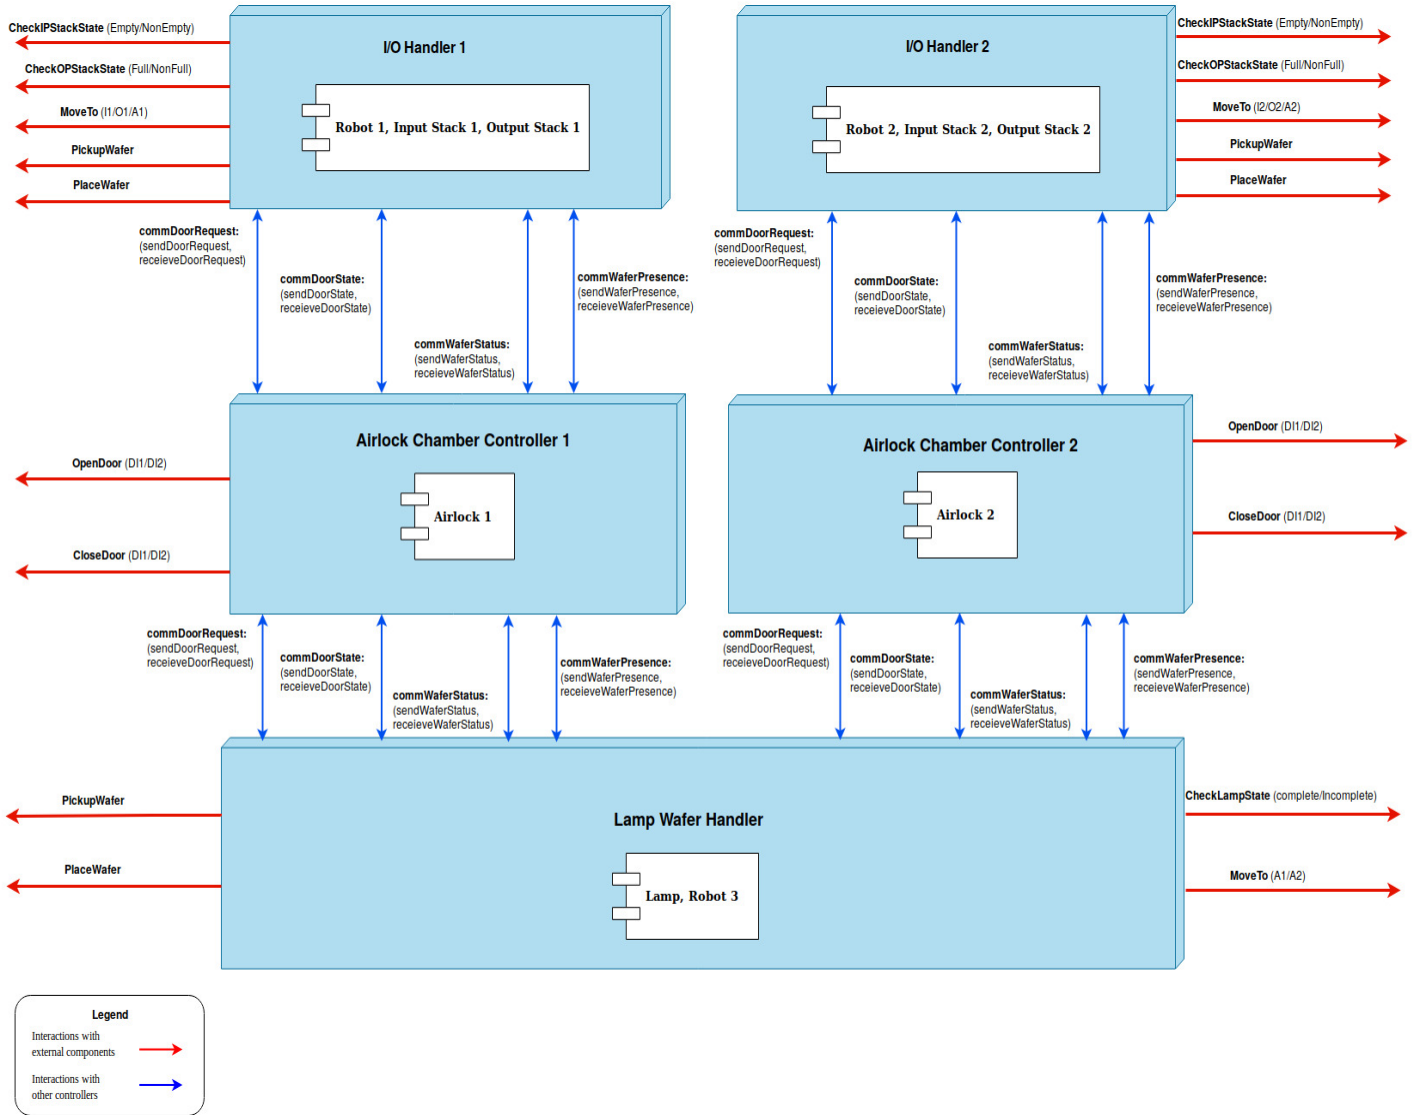 CheckIPStackState (Empty/NonEmpty)
CheckOPStackState (Full/NonFull)
MoveTo (I1/O1/A1)
PickupWafer
PlaceWafer
I/O Handler 1
Robot 1, Input Stack 1, Output Stack 1
I/O Handler 2
Robot 2, Input Stack 2, Output Stack 2
CheckIPStackState (Empty/NonEmpty)
CheckOPStackState (Full/NonFull)
MoveTo (I2/O2/A2)
PickupWafer
PlaceWafer
commDoorRequest:
(sendDoorRequest,
receieveDoorRequest)
commDoorState:
(sendDoorState,
receieveDoorState)
commWaferStatus:
(sendWaferStatus,
receieveWaferStatus)
commWaferPresence:
(sendWaferPresence,
receieveWaferPresence)
commDoorRequest:
(sendDoorRequest,
receieveDoorRequest)
commDoorState:
(sendDoorState,
receieveDoorState)
commWaferStatus:
(sendWaferStatus,
receieveWaferStatus)
commWaferPresence:
(sendWaferPresence,
receieveWaferPresence)
OpenDoor (DI1/DI2)
CloseDoor (DI1/DI2)
Airlock Chamber Controller 1
Airlock 1
Airlock Chamber Controller 2
Airlock 2
OpenDoor (DI1/DI2)
CloseDoor (DI1/DI2)
commDoorRequest:
(sendDoorRequest,
receieveDoorRequest)
commDoorState:
(sendDoorState,
receieveDoorState)
commWaferStatus:
(sendWaferStatus,
receieveWaferStatus)
commWaferPresence:
(sendWaferPresence,
receieveWaferPresence)
commDoorRequest:
(sendDoorRequest,
receieveDoorRequest)
commDoorState:
(sendDoorState,
receieveDoorState)
commWaferStatus:
(sendWaferStatus,
receieveWaferStatus)
commWaferPresence:
(sendWaferPresence,
receieveWaferPresence)
PickupWafer
PlaceWafer
Lamp Wafer Handler
Lamp, Robot 3
CheckLampState (complete/Incomplete)
MoveTo (A1/A2)
Legend
Interactions with
external components
Interactions with
other controllers